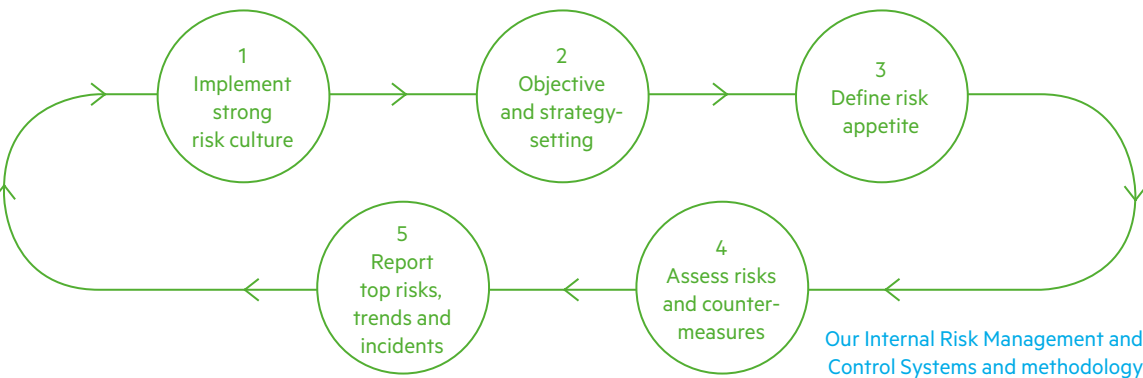 1
Implement
strong
risk culture
2
Objective
and strategy-
setting
3
Define risk
appetite
4
Assess risks
and counter-
measures
5
Report
top risks,
trends and
incidents
Our Internal Risk Management and
Control Systems and methodology